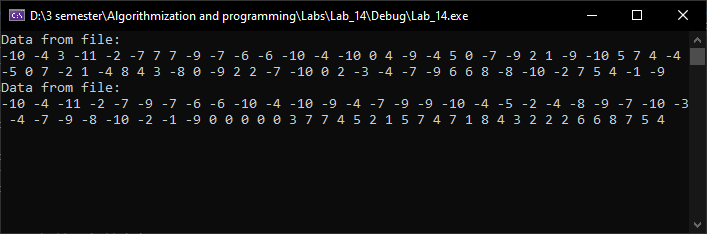 D:\3 semester\Algorithmization and programming\Labs\Lab_14\Debug\Lab_14.exe
Data from file:
-10 -4 3 -11 -2 -7 7 7 -9 -7 -6 -6 -10 -4 -10 0 4 -9 -4 5 0 -7 -9 2 1 -9 -10 5 7 4 -4
-5 0 7 -2 1 -4 8 4 3 -8 0 -9 2 2 -7 -10 0 2 -3 -4 -7 -9 6 6 8 -8 -10 -2 7 5 4 -1 -9
Data from file:
-10 -4 -11 -2 -7 -9 -7 -6 -6 -10 -4 -10 -9 -4 -7 -9 -9 -10 -4 -5 -2 -4 -8 -9 -7 -10 -3
-4 -7 -9 -8 -10 -2 -1 -9 0 0 0 0 0 3 7 7 4 5 2 1 5 7 4 7 1 8 4 3 2 2 2 6 6 8 7 5 4